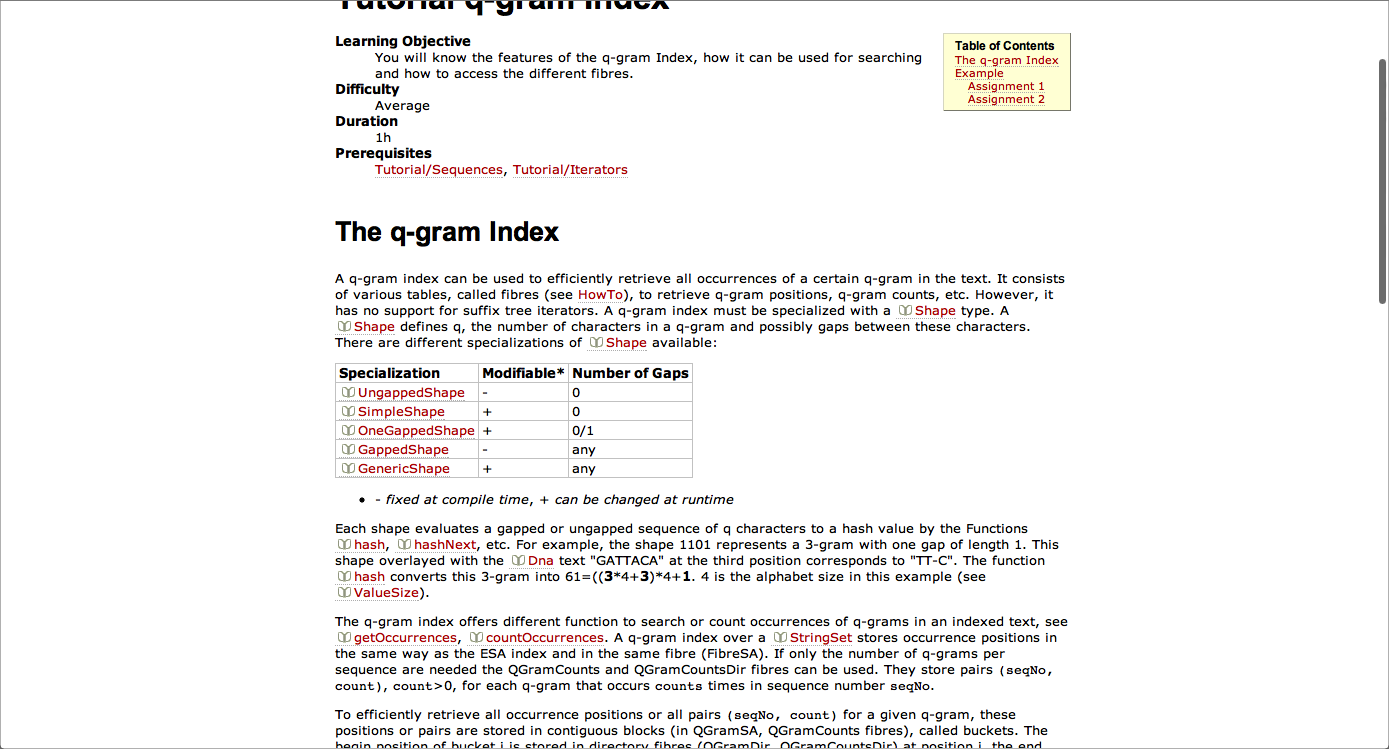 Tutorial q-gram Index
Learning Objective
You will know the features of the q-gram Index, how it can be used for searching
and how to access the different fibres.
Difficulty
Average
Duration
1h
Prerequisites
Tutorial/Sequences, Tutorial/Iterators
Table of Contents
The q-gram Index
Example
Assignment 1
Assignment 2
The q-gram Index
A q-gram index can be used to efficiently retrieve all occurrences of a certain q-gram in the text. It consists
of various tables, called fibres (see HowTo), to retrieve q-gram positions, q-gram counts, etc. However, it
has no support for suffix tree iterators. A q-gram index must be specialized with a Shape type. A
Shape defines q, the number of characters in a q-gram and possibly gaps between these characters.
There are different specializations of Shape available:
Specialization Modifiable* Number of Gaps
UngappedShape - 0
SimpleShape + 0
OneGappedShape + 0/1
GappedShape - any
GenericShape + any
• - fixed at compile time, + can be changed at runtime
Each shape evaluates a gapped or ungapped sequence of q characters to a hash value by the Functions
hash, hashNext, etc. For example, the shape 1101 represents a 3-gram with one gap of length 1. This
shape overlayed with the Dna text "GATTACA" at the third position corresponds to "TT-C". The function
hash converts this 3-gram into 61=((3*4+3)*4+1. 4 is the alphabet size in this example (see
ValueSize).
The q-gram index offers different function to search or count occurrences of q-grams in an indexed text, see
getOccurrences, countOccurrences. A q-gram index over a StringSet stores occurrence positions in
the same way as the ESA index and in the same fibre (FibreSA). If only the number of q-grams per
sequence are needed the QGramCounts and QGramCountsDir fibres can be used. They store pairs (seqNo,
count), count>0, for each q-gram that occurs counts times in sequence number seqNo.
To efficiently retrieve all occurrence positions or all pairs (seqNo, count) for a given q-gram, these
positions or pairs are stored in contiguous blocks (in QGramSA, QGramCounts fibres), called buckets. The
begin position of bucket i is stored in directory fibres (QGramDir, QGramCountsDir) at position i, the end